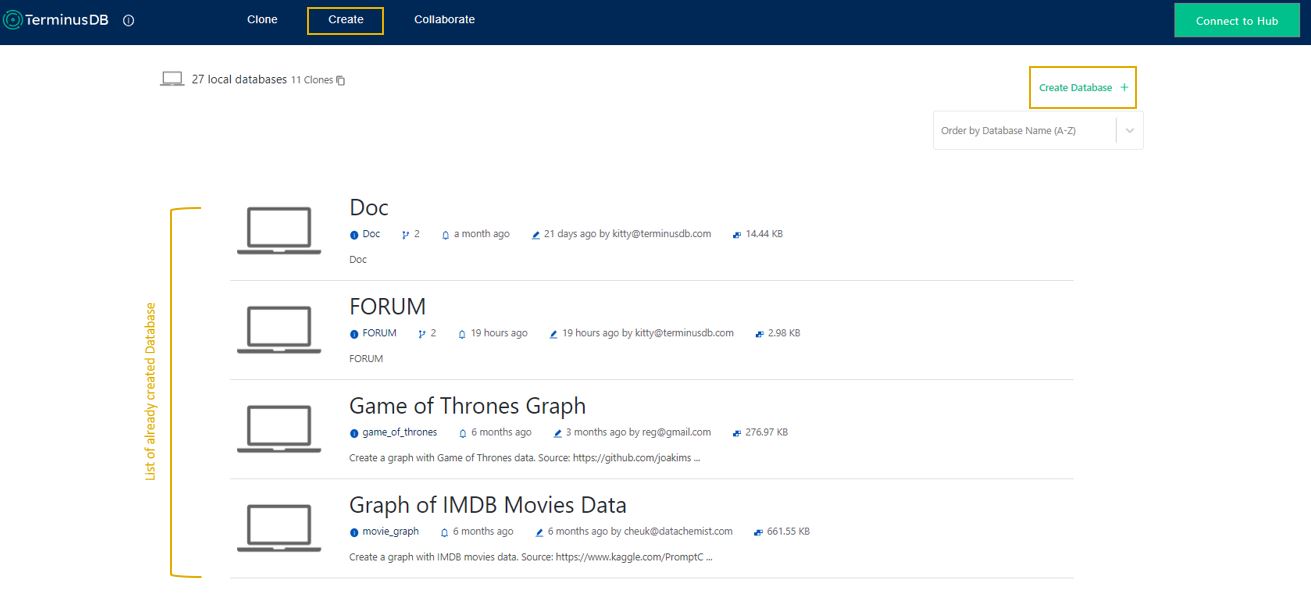 TerminusDB
Clone
Create
Collaborate
Connect to Hub
27 local databases 11 Clones
Create Database +
Order by Database Name (A-Z)
List of already created Database
Doc
Doc 2 a month ago 21 days ago by kitty@terminusdb.com 14.44 KB
Doc
FORUM
FORUM 2 19 hours ago 19 hours ago by kitty@terminusdb.com 2.98 KB
FORUM
Game of Thrones Graph
game_of_thrones 6 months ago 3 months ago by reg@gmail.com 276.97 KB
Create a graph with Game of Thrones data. Source: https://github.com/joakims ...
Graph of IMDB Movies Data
movie_graph 6 months ago 6 months ago by cheuk@datachemist.com 661.55 KB
Create a graph with IMDB movies data. Source: https://www.kaggle.com/PromptC ...